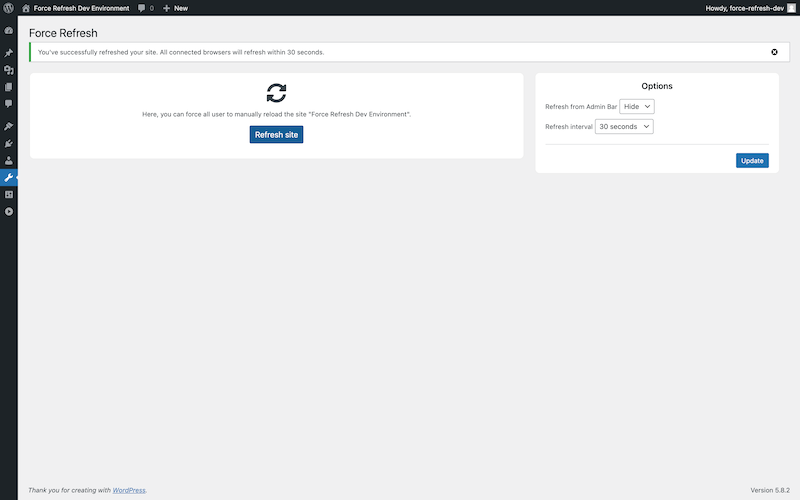 Force Refresh Dev Environment 0 New Howdy, force-refresh-dev
Force Refresh
You've successfully refreshed your site. All connected browsers will refresh within 30 seconds.
Here, you can force all user to manually reload the site "Force Refresh Dev Environment".
Refresh site
Options
Refresh from Admin Bar Hide
Refresh interval 30 seconds
Update
Thank you for creating with WordPress. Version 5.8.2